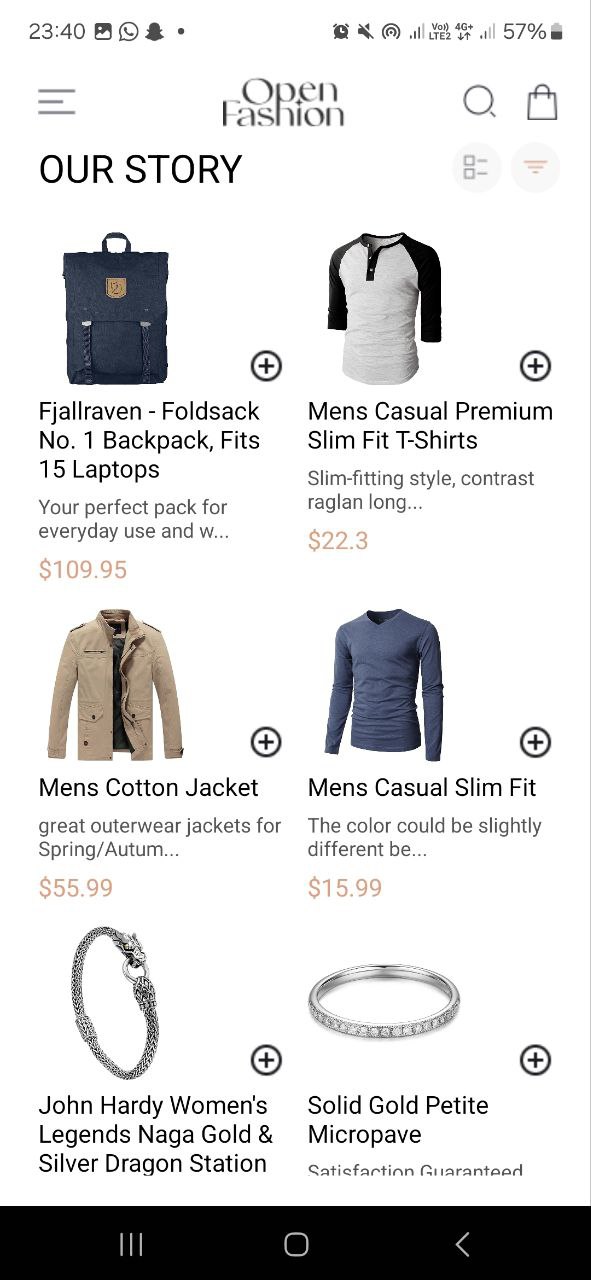 23:40
Vo))
LTE2
4G+
57%
Open
Fashion
OUR STORY
Fjallraven - Foldsack
No. 1 Backpack, Fits
15 Laptops
Your perfect pack for
everyday use and w...
$109.95
Mens Casual Premium
Slim Fit T-Shirts
Slim-fitting style, contrast
raglan long...
$22.3
Mens Cotton Jacket
great outerwear jackets for
Spring/Autum...
$55.99
Mens Casual Slim Fit
The color could be slightly
different be...
$15.99
John Hardy Women's
Legends Naga Gold &
Silver Dragon Station
Solid Gold Petite
Micropave
Satisfaction Guaranteed